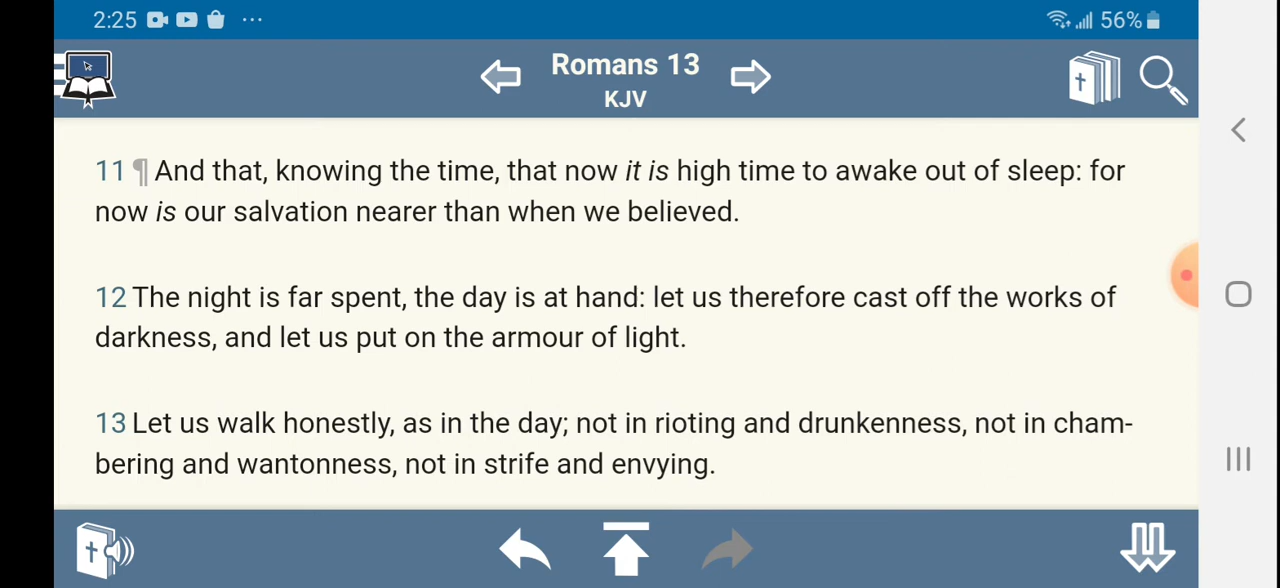 2:25 ... 56%
Romans 13
KJV
11 ¶ And that, knowing the time, that now it is high time to awake out of sleep: for
now is our salvation nearer than when we believed.
12 The night is far spent, the day is at hand: let us therefore cast off the works of
darkness, and let us put on the armour of light.
13 Let us walk honestly, as in the day; not in rioting and drunkenness, not in cham-
bering and wantonness, not in strife and envying.